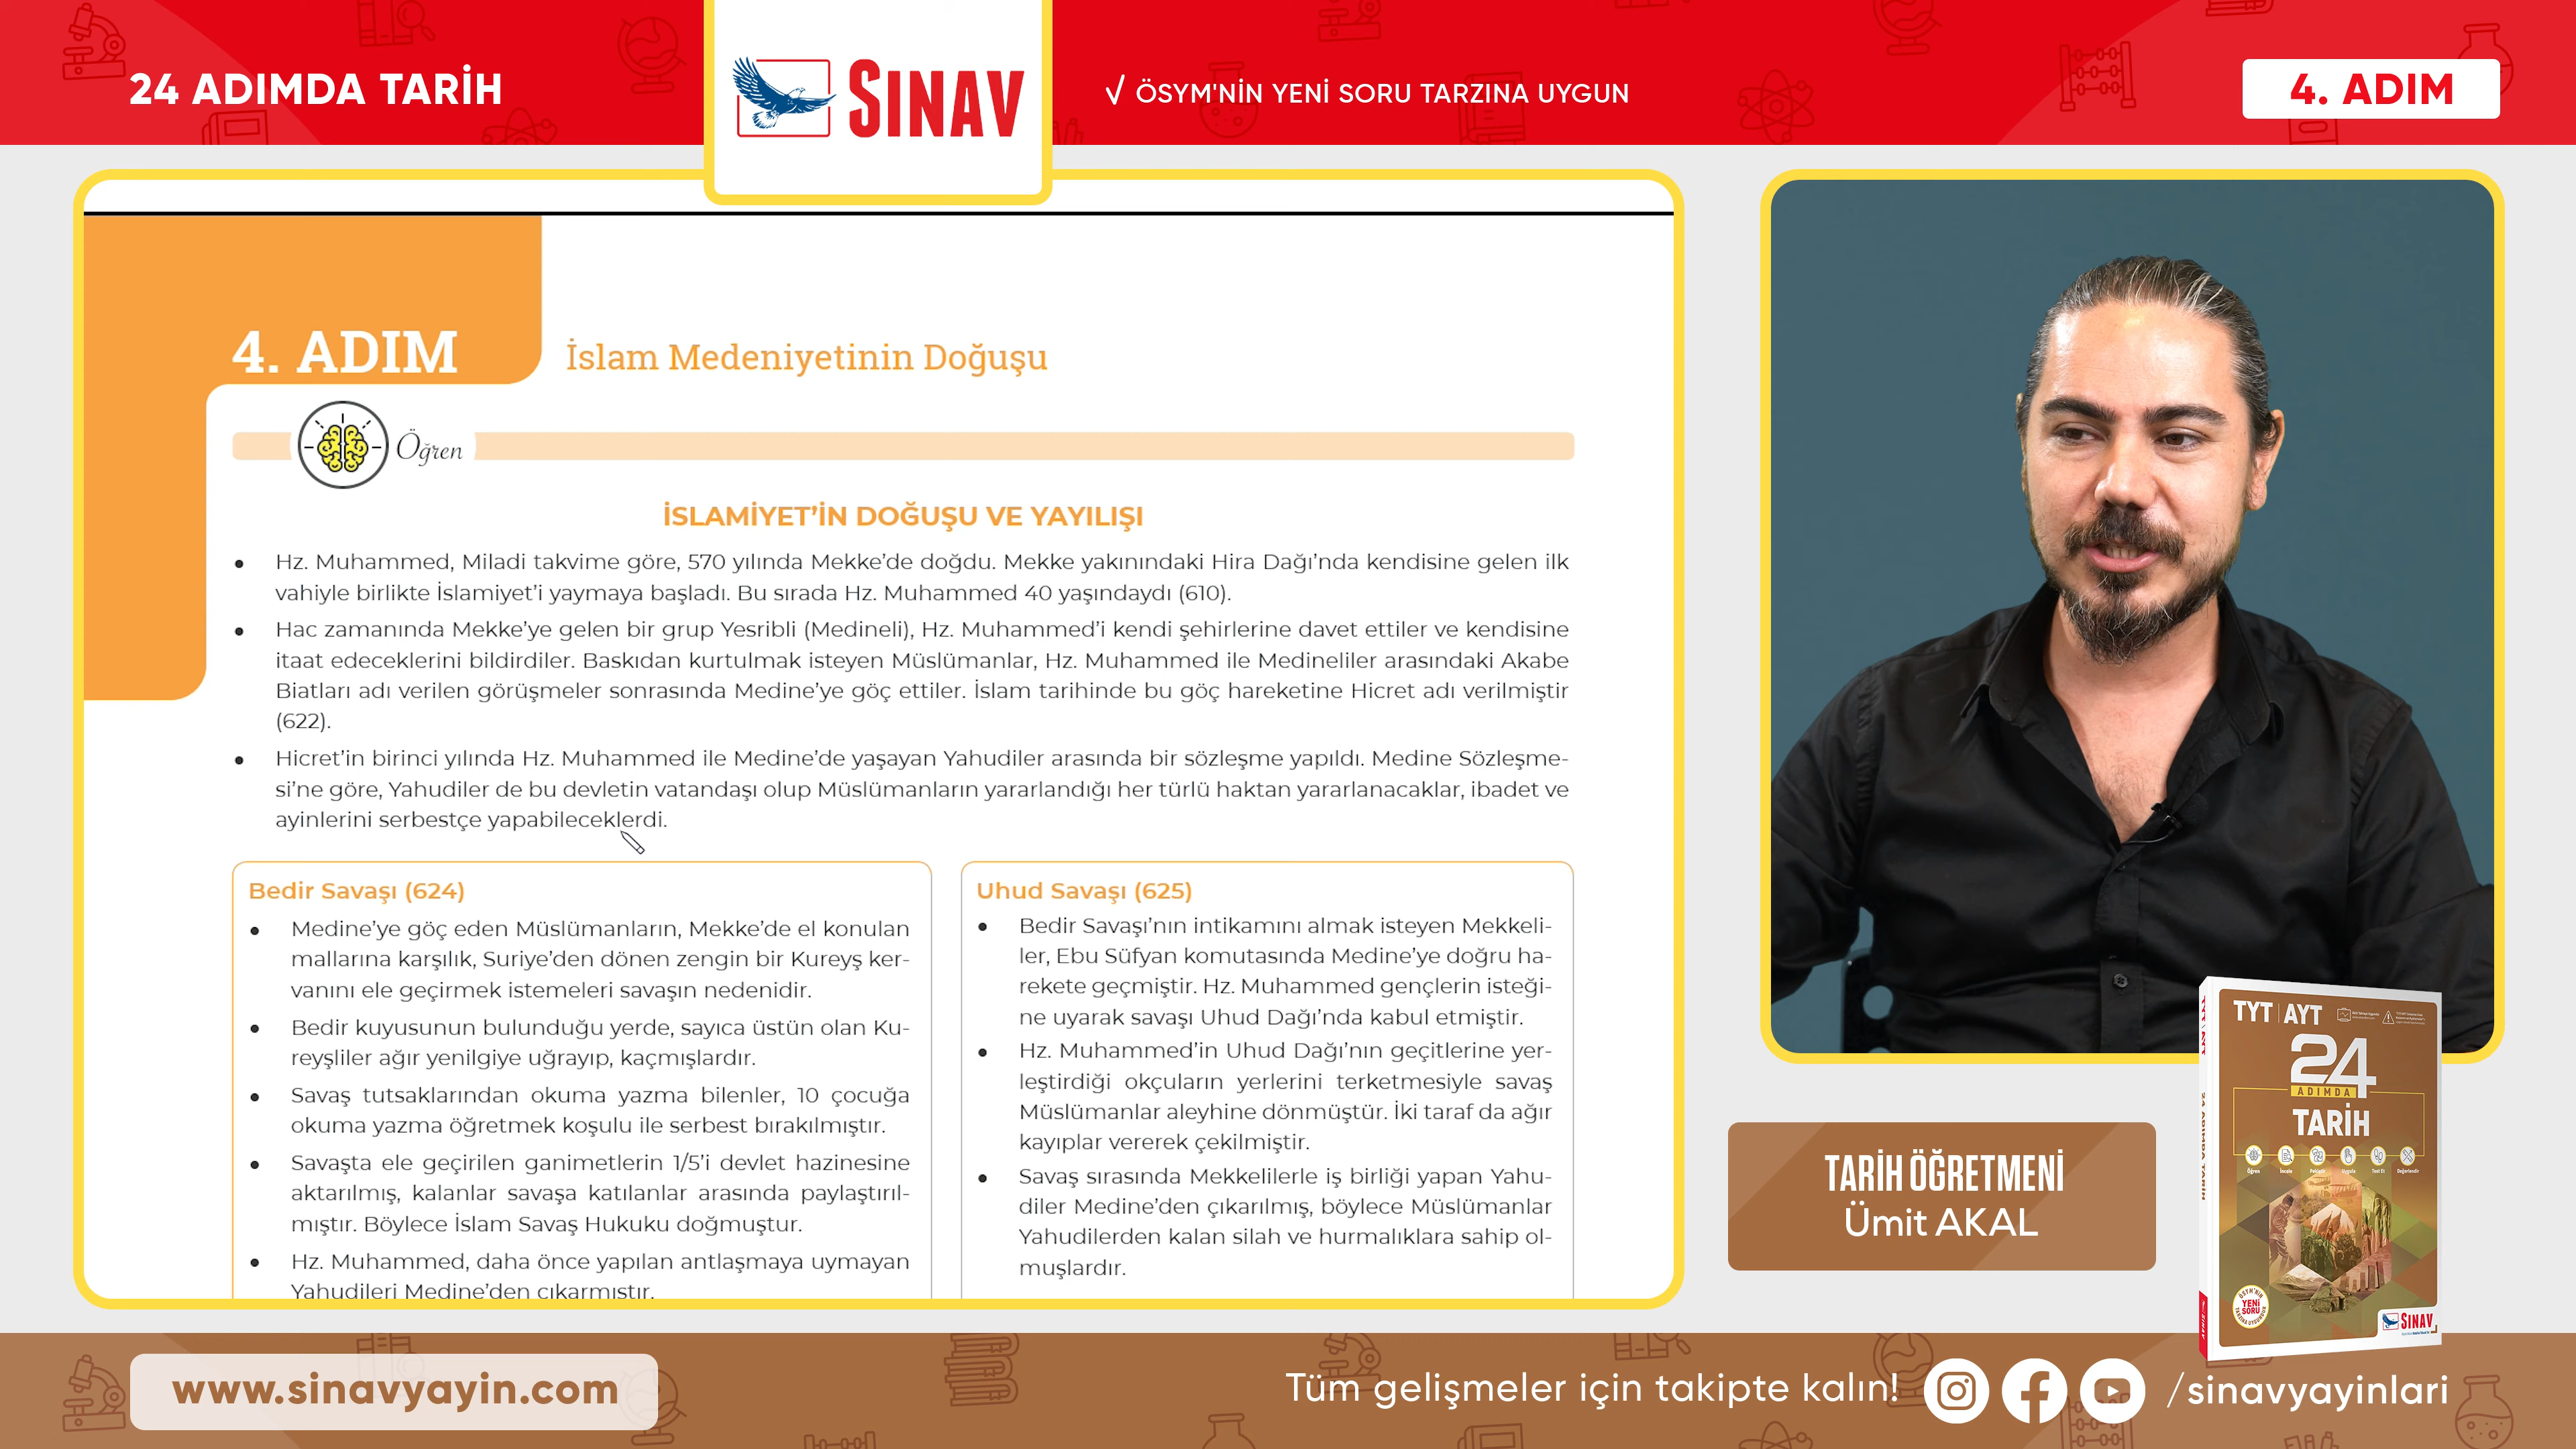 24 ADIMDA TARİH
SINAV
√ ÖSYM'NİN YENİ SORU TARZINA UYGUN
4. ADIM
4. ADIM
İslam Medeniyetinin Doğuşu
Öğren
İSLAMİYET’İN DOĞUŞU VE YAYILIŞI
• Hz. Muhammed, Miladi takvime göre, 570 yılında Mekke’de doğdu. Mekke yakınındaki Hira Dağı’nda kendisine gelen ilk
vahiyle birlikte İslamiyet’i yaymaya başladı. Bu sırada Hz. Muhammed 40 yaşındaydı (610).
• Hac zamanında Mekke’ye gelen bir grup Yesribli (Medineli), Hz. Muhammed’i kendi şehirlerine davet ettiler ve kendisine
itaat edeceklerini bildirdiler. Baskıdan kurtulmak isteyen Müslümanlar, Hz. Muhammed ile Medineliler arasındaki Akabe
Biatları adı verilen görüşmeler sonrasında Medine’ye göç ettiler. İslam tarihinde bu göç hareketine Hicret adı verilmiştir
(622).
• Hicret’in birinci yılında Hz. Muhammed ile Medine’de yaşayan Yahudiler arasında bir sözleşme yapıldı. Medine Sözleşme-
si’ne göre, Yahudiler de bu devletin vatandaşı olup Müslümanların yararlandığı her türlü haktan yararlanacaklar, ibadet ve
ayinlerini serbestçe yapabileceklerdi.
Bedir Savaşı (624)
• Medine’ye göç eden Müslümanların, Mekke’de el konulan
mallarına karşılık, Suriye’den dönen zengin bir Kureyş ker-
vanını ele geçirmek istemeleri savaşın nedenidir.
• Bedir kuyusunun bulunduğu yerde, sayıca üstün olan Ku-
reyşliler ağır yenilgiye uğrayıp, kaçmışlardır.
• Savaş tutsaklarından okuma yazma bilenler, 10 çocuğa
okuma yazma öğretmek koşulu ile serbest bırakılmıştır.
• Savaşta ele geçirilen ganimetlerin 1/5’i devlet hazinesine
aktarılmış, kalanlar savaşa katılanlar arasında paylaştırıl-
mıştır. Böylece İslam Savaş Hukuku doğmuştur.
• Hz. Muhammed, daha önce yapılan antlaşmaya uymayan
Yahudileri Medine’den çıkarmıştır.
Uhud Savaşı (625)
• Bedir Savaşı’nın intikamını almak isteyen Mekkeli-
ler, Ebu Süfyan komutasında Medine’ye doğru ha-
rekete geçmiştir. Hz. Muhammed gençlerin isteği-
ne uyarak savaşı Uhud Dağı’nda kabul etmiştir.
• Hz. Muhammed’in Uhud Dağı’nın geçitlerine yer-
leştirdiği okçuların yerlerini terketmesiyle savaş
Müslümanlar aleyhine dönmüştür. İki taraf da ağır
kayıplar vererek çekilmiştir.
• Savaş sırasında Mekkelilerle iş birliği yapan Yahu-
diler Medine’den çıkarılmış, böylece Müslümanlar
Yahudilerden kalan silah ve hurmalıklara sahip ol-
muşlardır.
TYT | AYT
24
ADIMDA
TARİH
YENİ
SORU
SINAV
TARİH ÖĞRETMENİ
Ümit AKAL
www.sinavyayin.com
Tüm gelişmeler için takipte kalın!
/sinavyayinlari